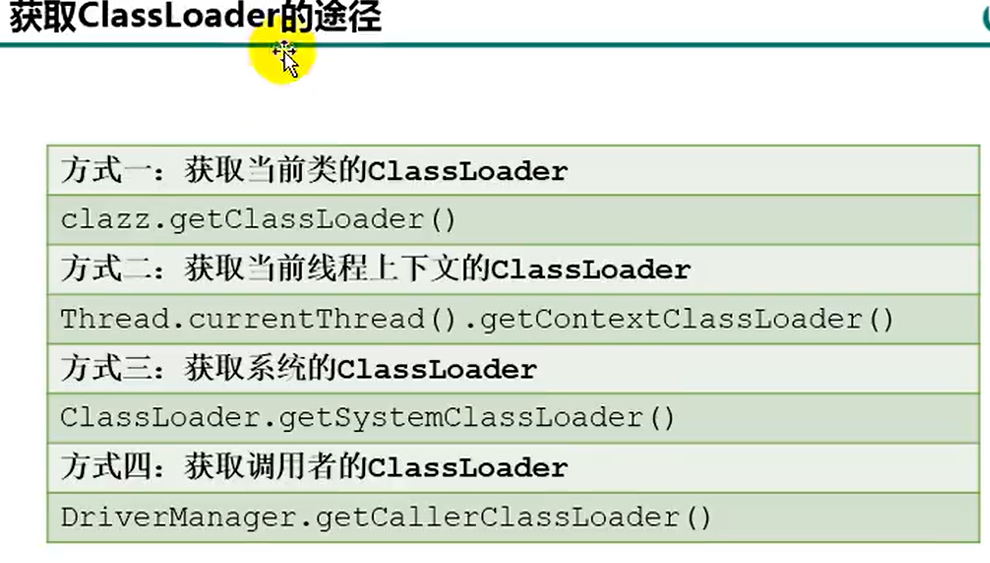 获取ClassLoader的途径
方式一：获取当前类的ClassLoader
clazz.getClassLoader()
方式二：获取当前线程上下文的ClassLoader
Thread.currentThread().getContextClassLoader()
方式三：获取系统的ClassLoader
ClassLoader.getSystemClassLoader()
方式四：获取调用者的ClassLoader
DriverManager.getCallerClassLoader()